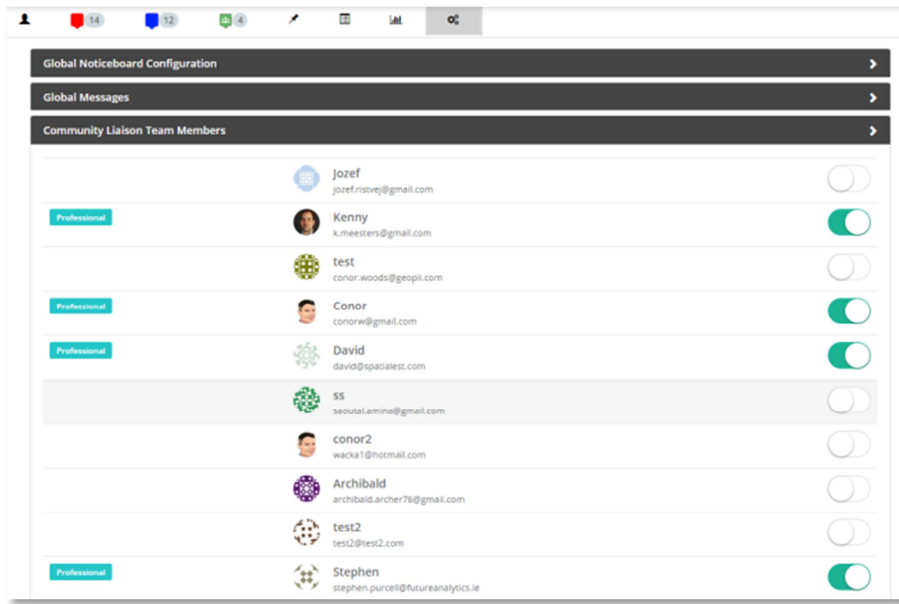 14 12 4
Global Noticeboard Configuration
Global Messages
Community Liaison Team Members
Jozef
jozef.ristvej@gmail.com
Professional Kenny
k.meesters@gmail.com
test
conor.woods@geopii.com
Professional Conor
conorw@gmail.com
Professional David
david@spatialest.com
ss
saoutal.amina@gmail.com
conor2
wacka1@hotmail.com
Archibald
archibald.archer76@gmail.com
test2
test2@test2.com
Professional Stephen
stephen.purcell@futureanalytics.ie